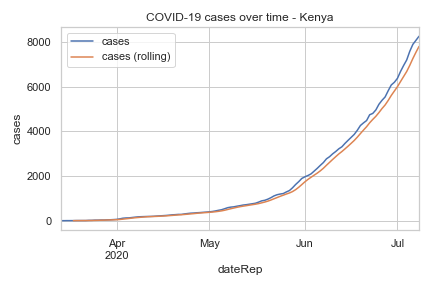 COVID-19 cases over time - Kenya
cases
cases (rolling)
8000
6000
4000
2000
0
cases
Apr
2020
May
Jun
Jul
dateRep